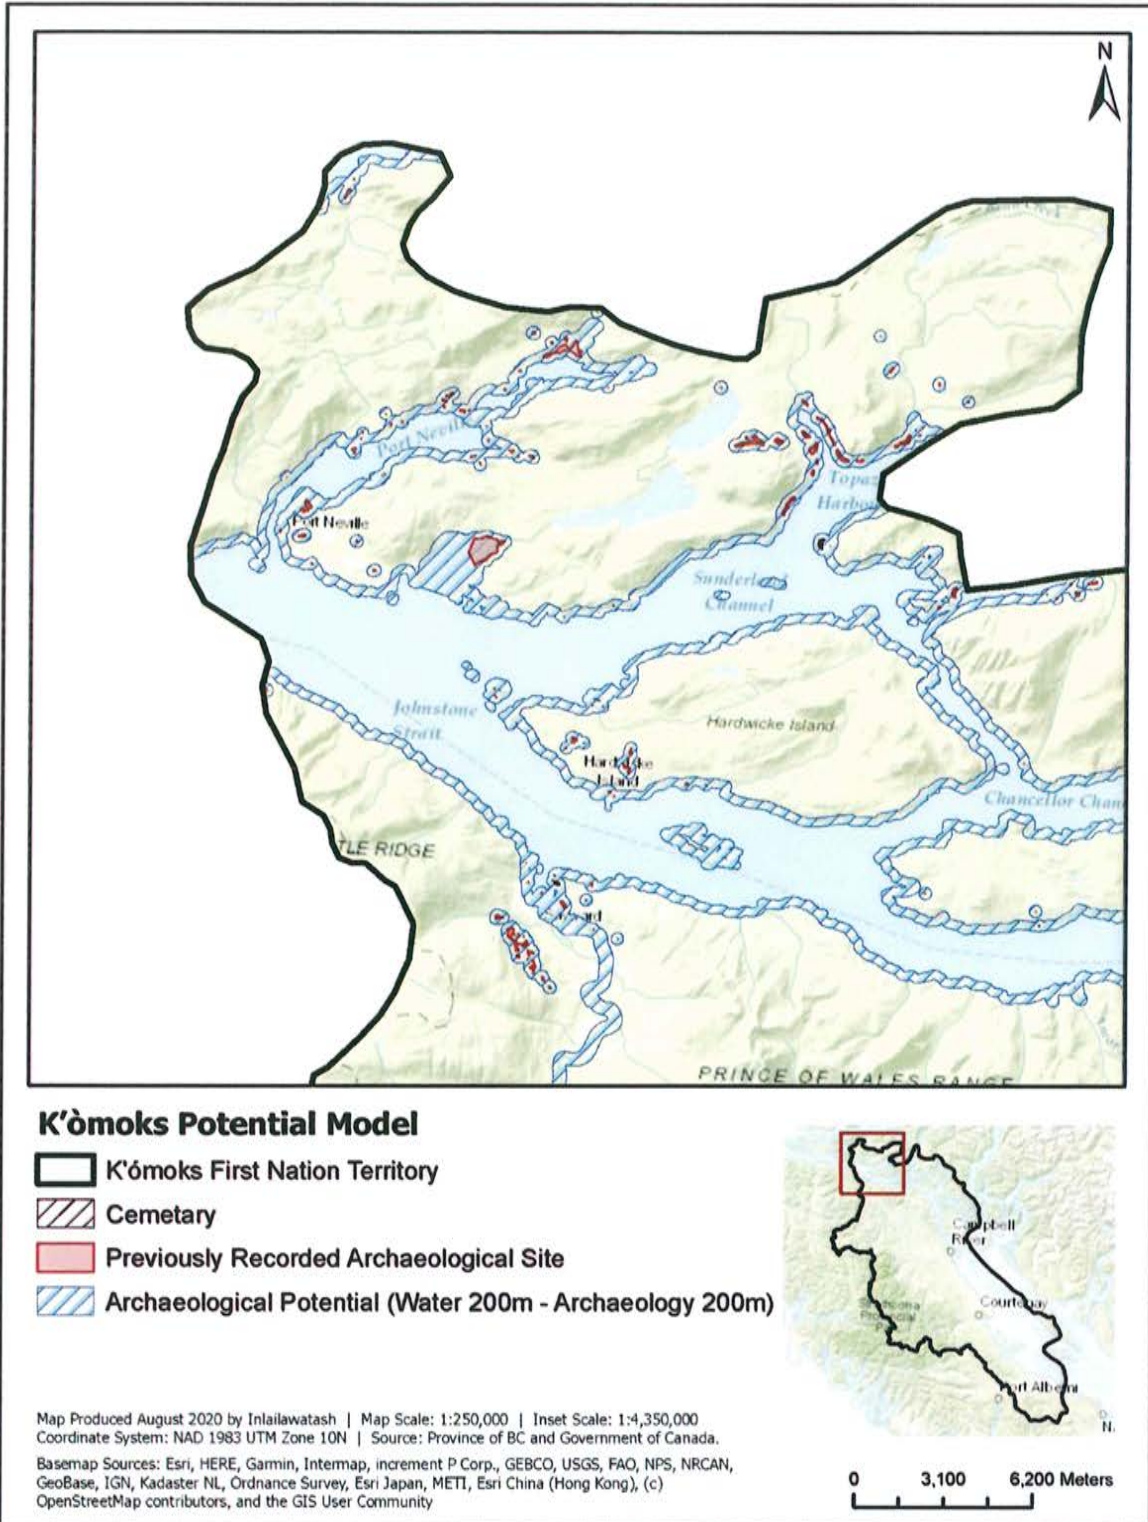 N
Port Neville
Topaz
Harbou
Port Neville
Sunderland
Channel
Johnstone
Strait
Hardwicke Island
Hardwicke
Island
Chancellor Chan
TLE RIDGE
PRINCE OF WALES RANGE
K'òmoks Potential Model
K'ómoks First Nation Territory
Cemetary
Previously Recorded Archaeological Site
Archaeological Potential (Water 200m - Archaeology 200m)
Campbell
River
Courtenay
Port Alberni
N.
Map Produced August 2020 by Inlailawatash | Map Scale: 1:250,000 | Inset Scale: 1:4,350,000
Coordinate System: NAD 1983 UTM Zone 10N | Source: Province of BC and Government of Canada.
Basemap Sources: Esri, HERE, Garmin, Intermap, increment P Corp., GEBCO, USGS, FAO, NPS, NRCAN,
GeoBase, IGN, Kadaster NL, Ordnance Survey, Esri Japan, METI, Esri China (Hong Kong), (c)
OpenStreetMap contributors, and the GIS User Community
0 3,100 6,200 Meters